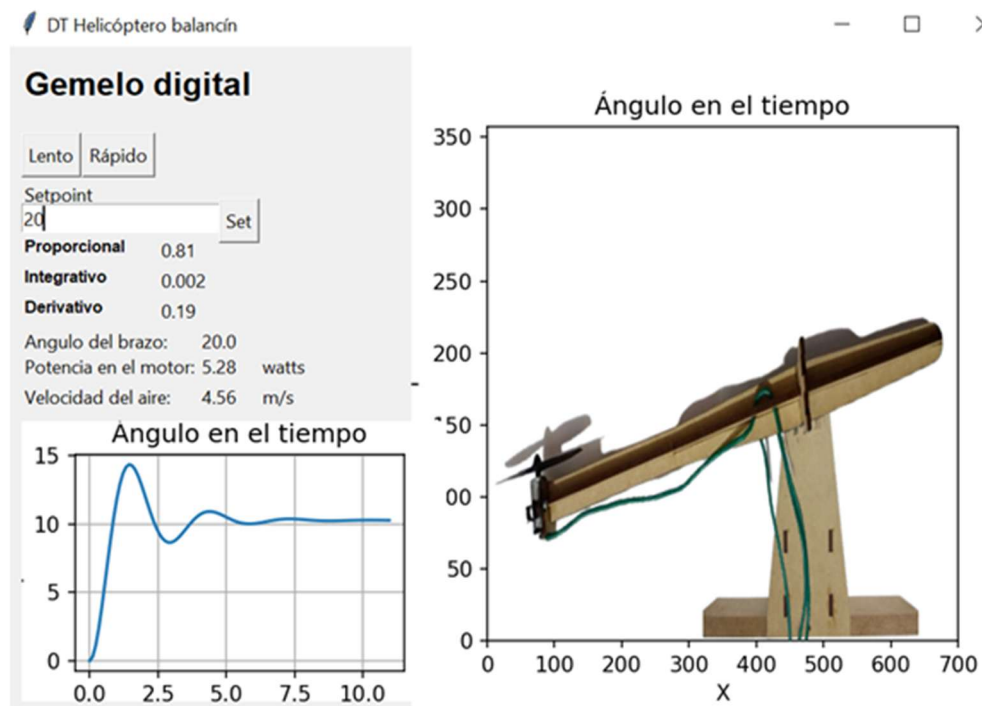 DT Helicóptero balancín
Gemelo digital
Lento Rápido
Setpoint
20 Set
Proporcional 0.81
Integrativo 0.002
Derivativo 0.19
Angulo del brazo: 20.0
Potencia en el motor: 5.28 watts
Velocidad del aire: 4.56 m/s
Ángulo en el tiempo
15
10
5
0
0.0 2.5 5.0 7.5 10.0
Ángulo en el tiempo
350
300
250
200
50
00
50
0
0 100 200 300 400 500 600 700
X